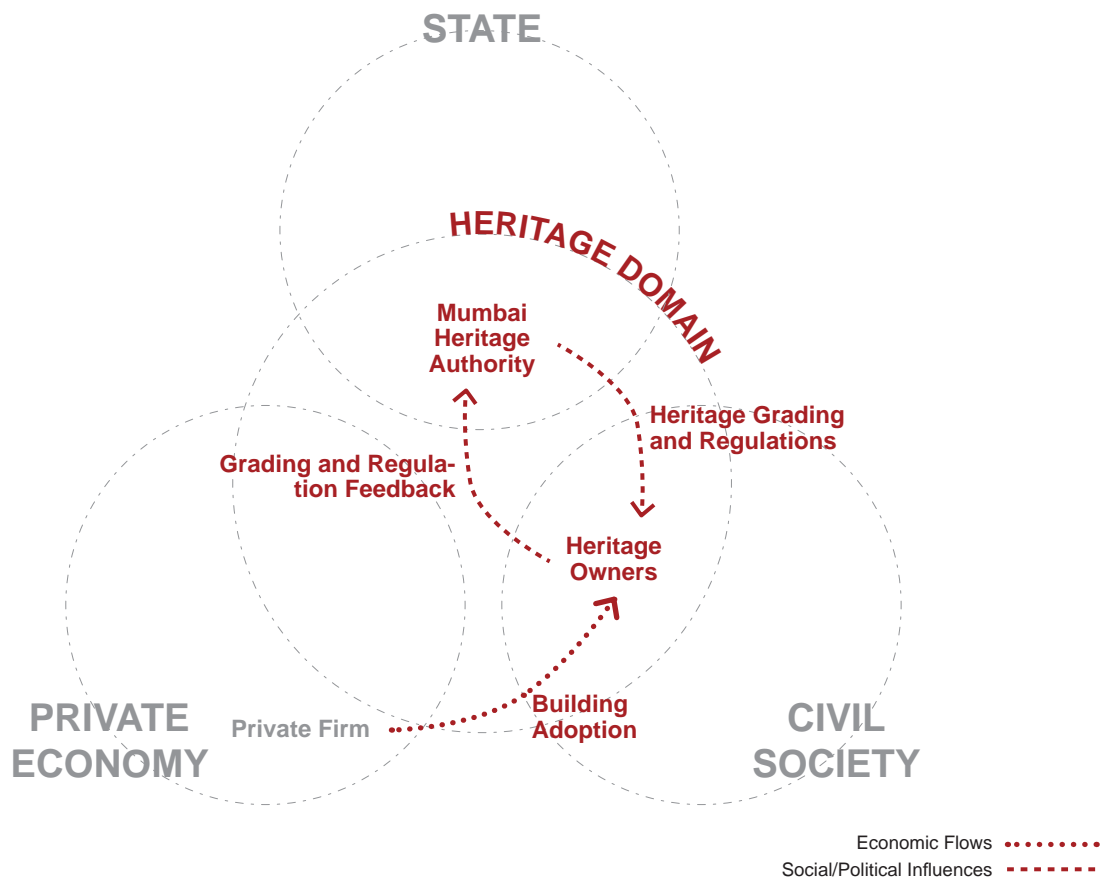 STATE
HERITAGE DOMAIN
Mumbai
Heritage
Authority
Heritage Grading
and Regulations
Grading and Regula-
tion Feedback
Heritage
Owners
Building
Adoption
Private Firm
PRIVATE
ECONOMY
CIVIL
SOCIETY
Economic Flows
Social/Political Influences